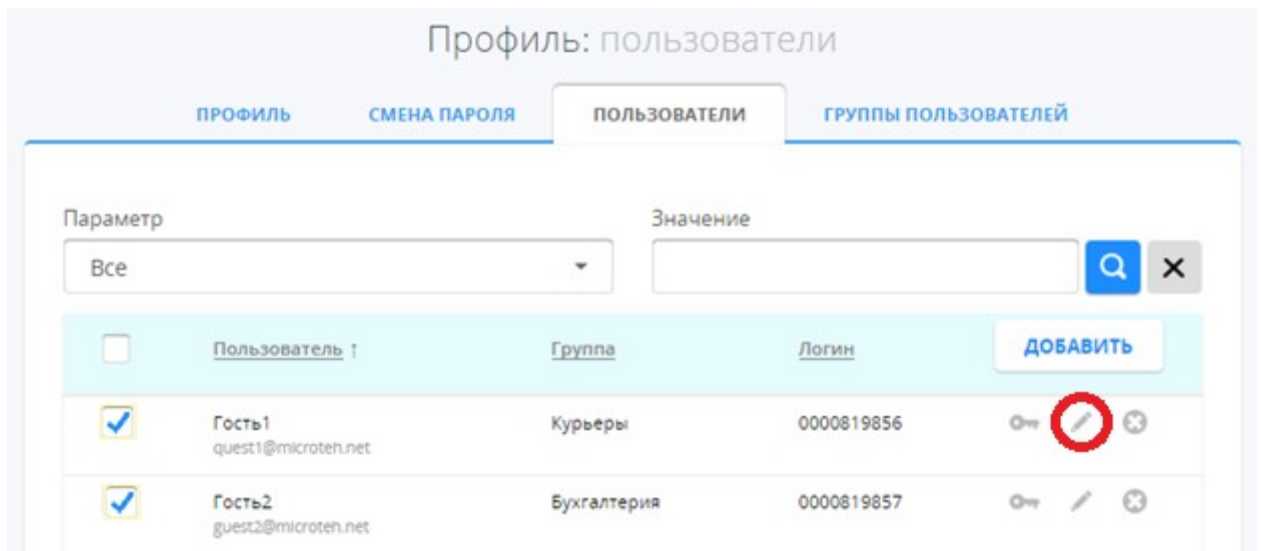 Профиль: пользователи
ПРОФИЛЬ СМЕНА ПАРОЛЯ ПОЛЬЗОВАТЕЛИ ГРУППЫ ПОЛЬЗОВАТЕЛЕЙ
Параметр Значение
Все
Пользователь ↑ Группа Логин ДОБАВИТЬ
Гость1 Курьеры 0000819856
quest1@microteh.net
Гость2 Бухгалтерия 0000819857
guest2@microteh.net